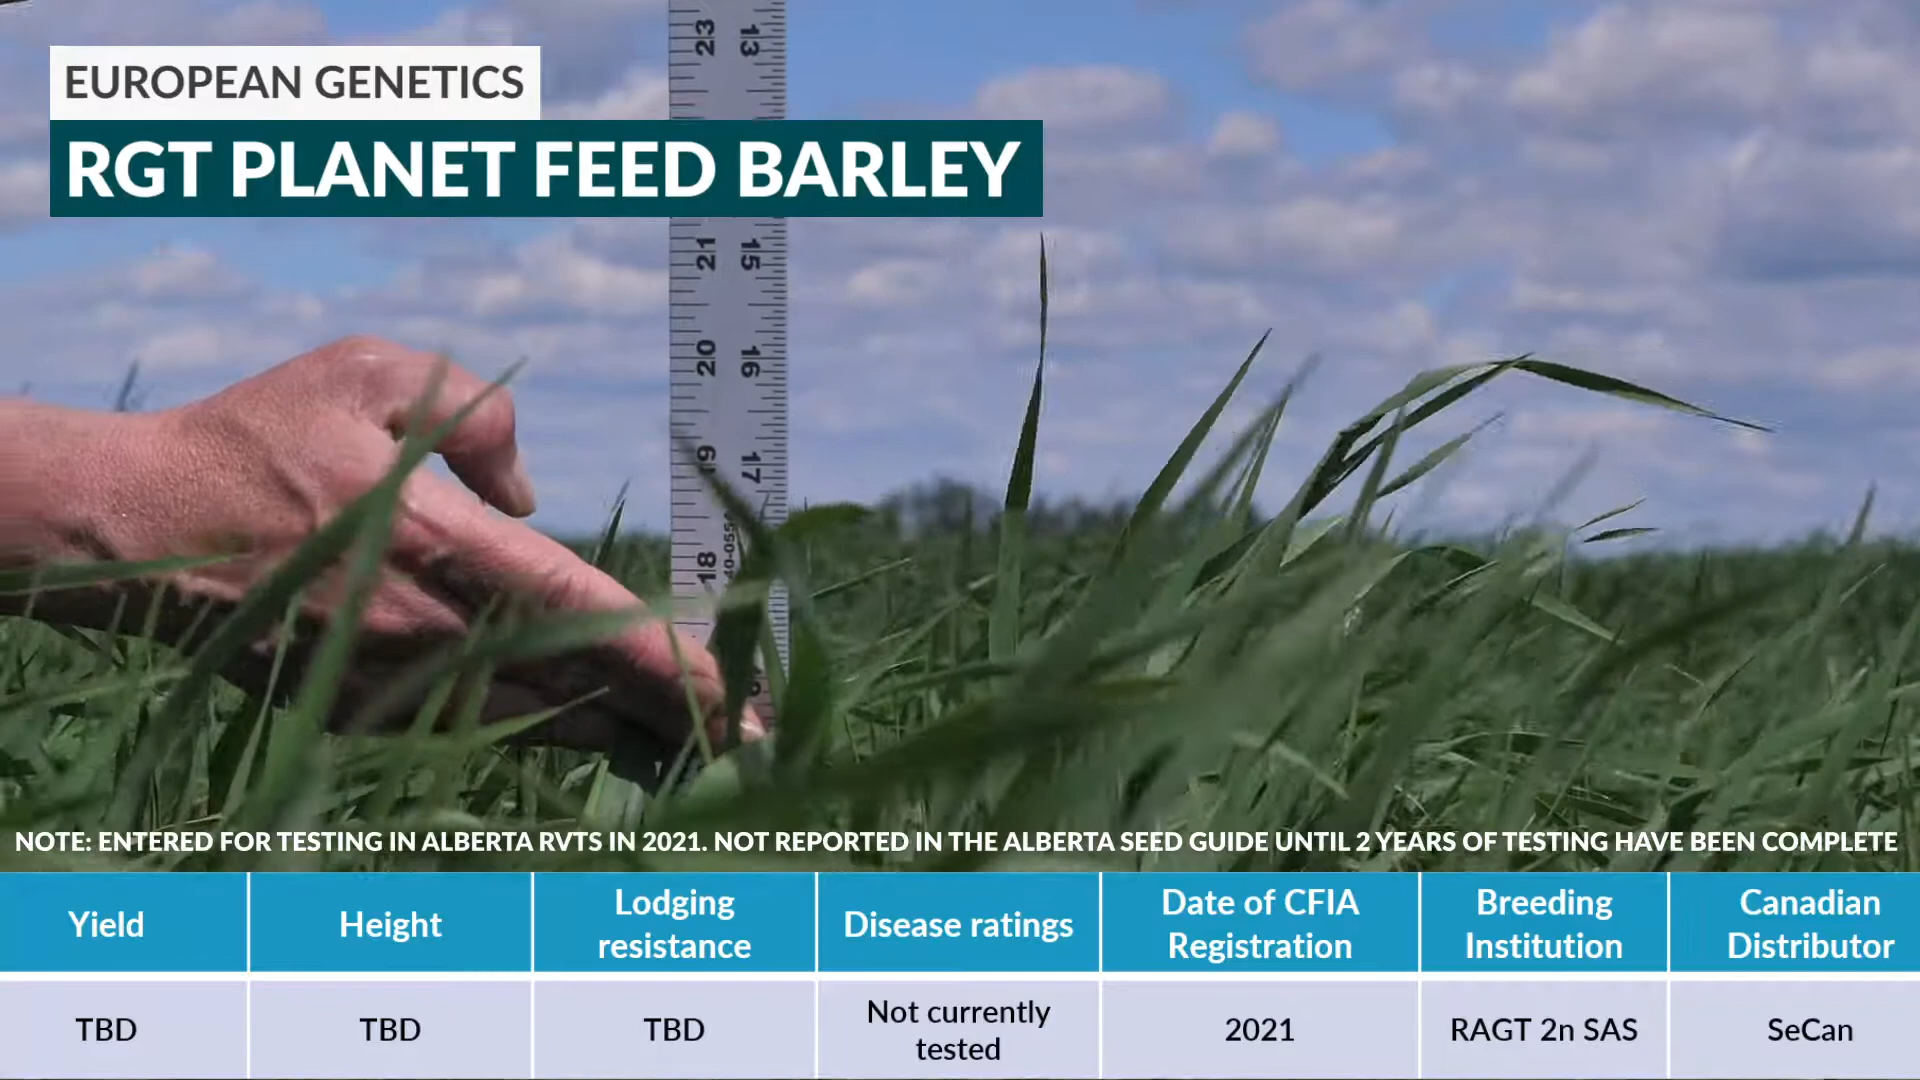 EUROPEAN GENETICS
RGT PLANET FEED BARLEY
23 13
21 15
20 16
19 17
18
NOTE: ENTERED FOR TESTING IN ALBERTA RVTS IN 2021. NOT REPORTED IN THE ALBERTA SEED GUIDE UNTIL 2 YEARS OF TESTING HAVE BEEN COMPLETE
Yield
Height
Lodging
resistance
Disease ratings
Date of CFIA
Registration
Breeding
Institution
Canadian
Distributor
TBD
TBD
TBD
Not currently
tested
2021
RAGT 2n SAS
SeCan